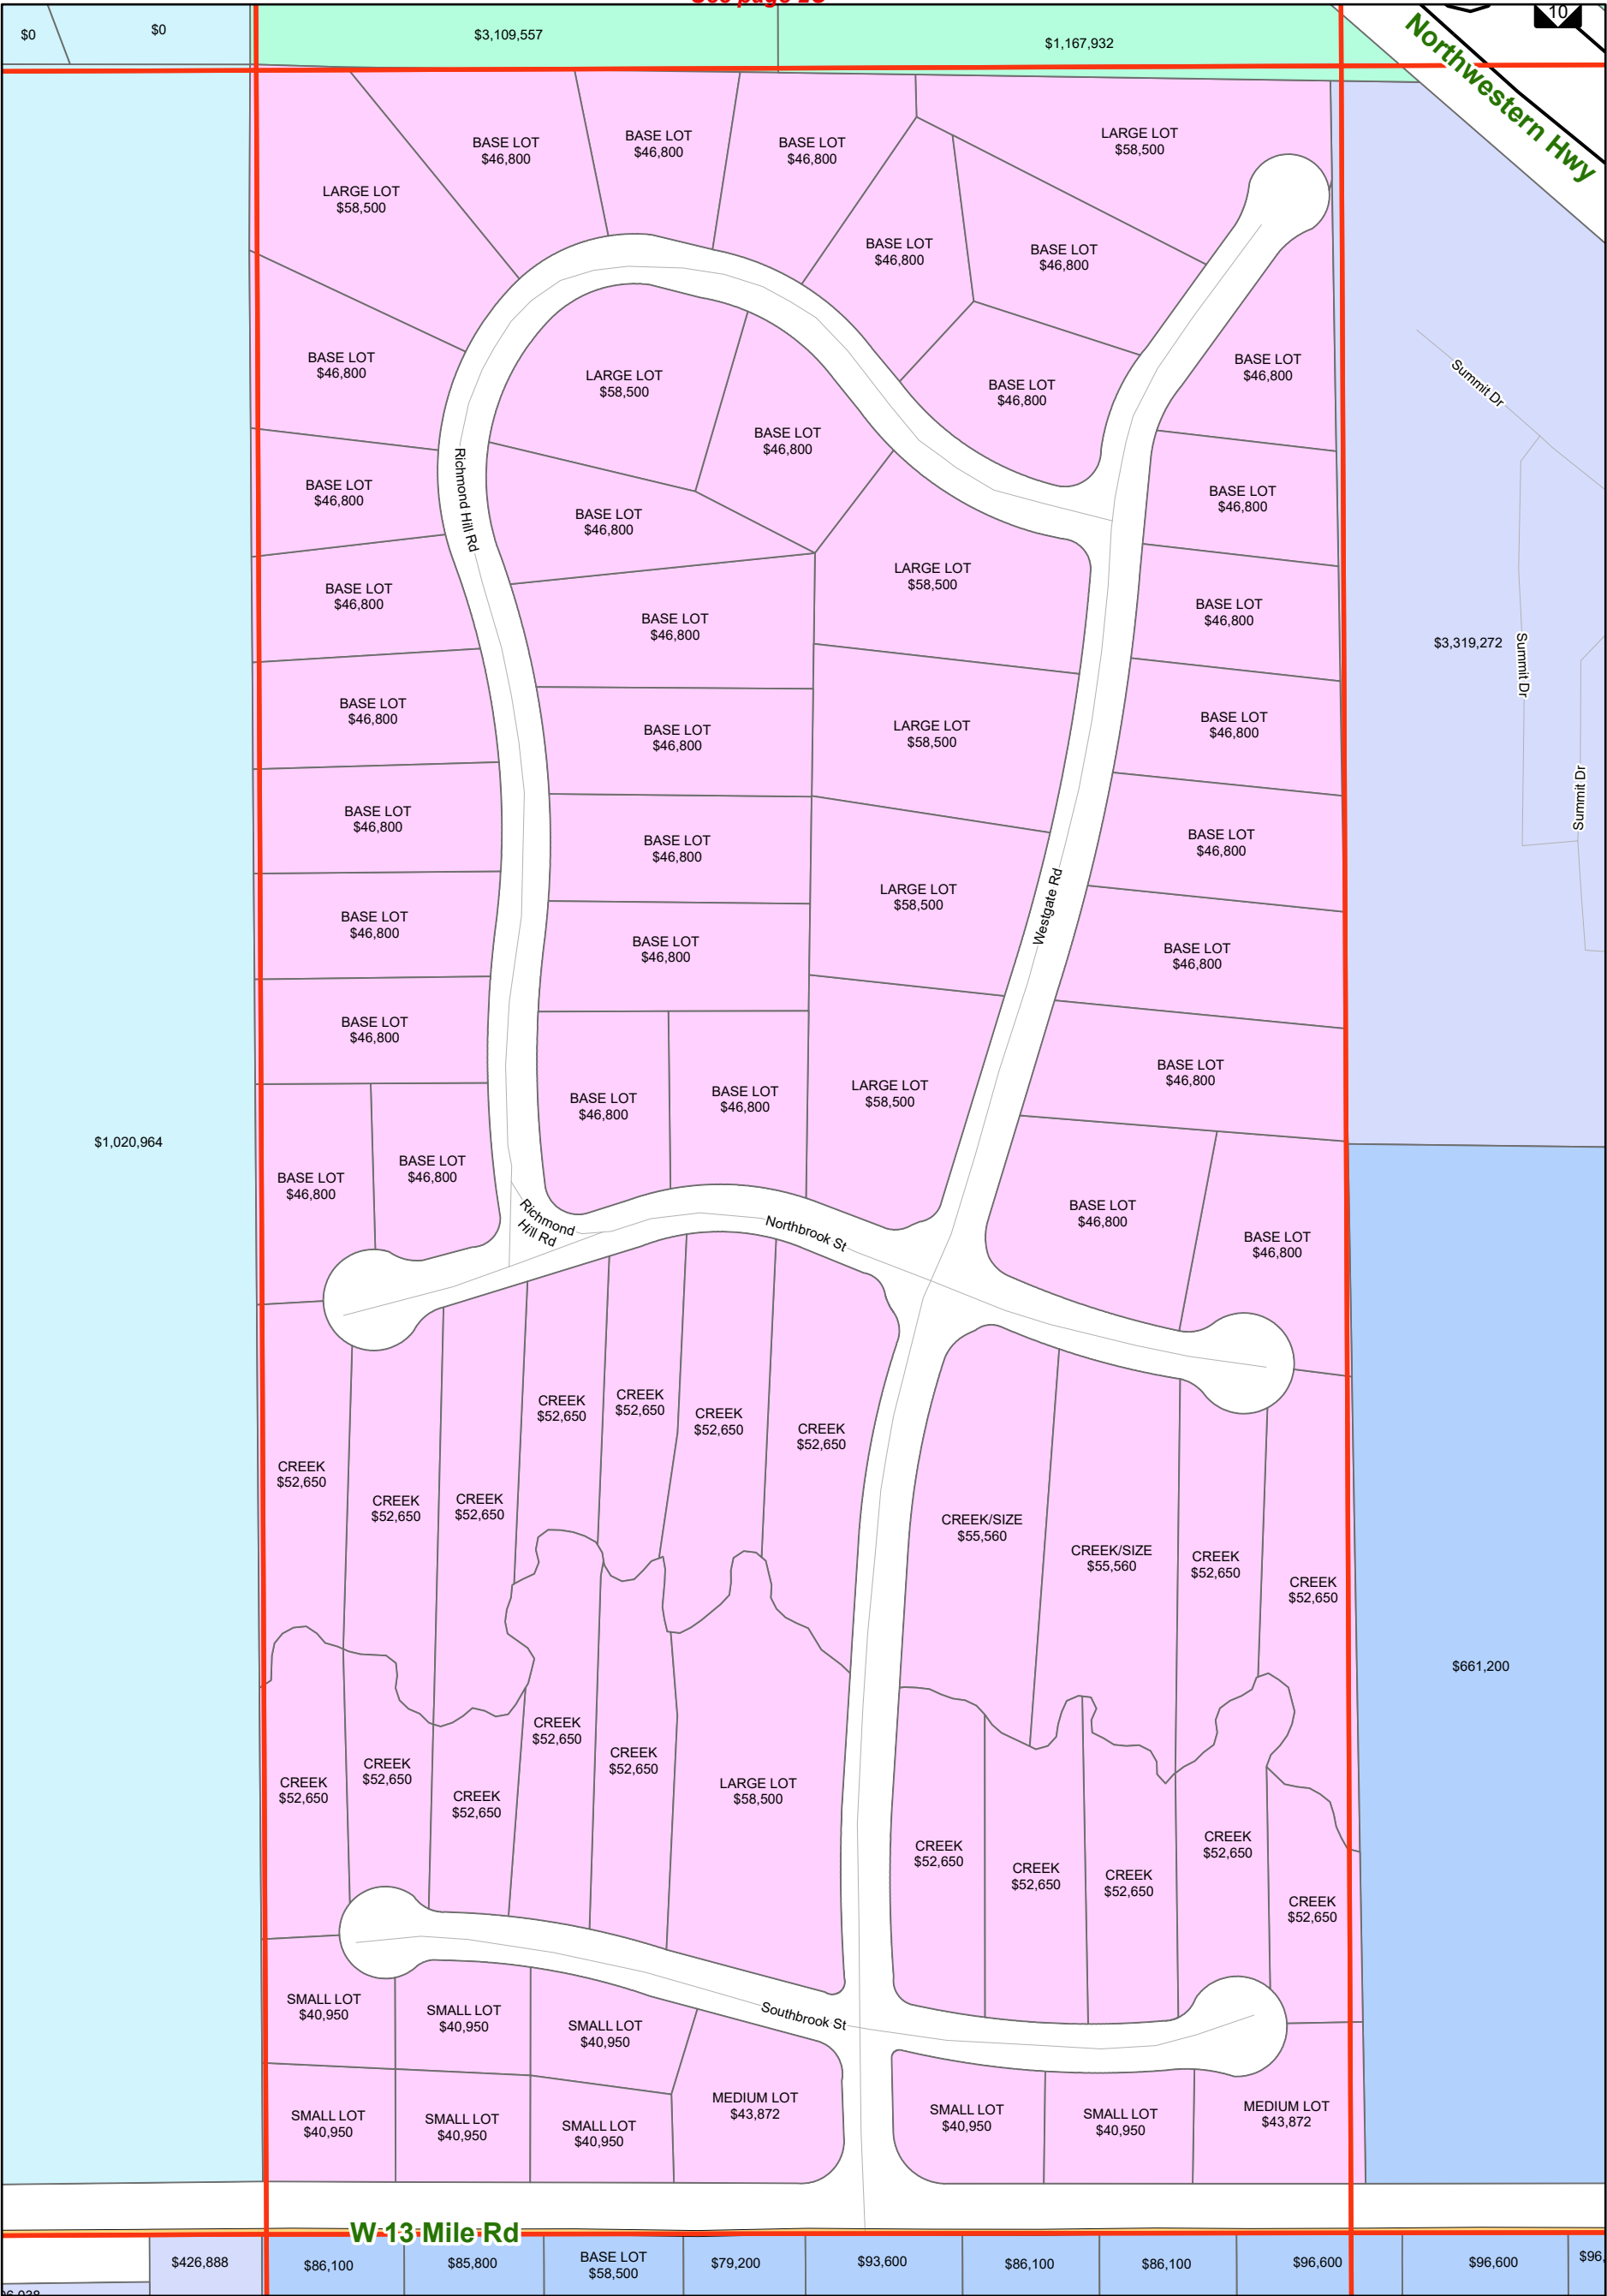 $0
$0
$3,109,557
$1,167,932
10
Northwestern Hwy
BASE LOT
$46,800
BASE LOT
$46,800
BASE LOT
$46,800
LARGE LOT
$58,500
LARGE LOT
$58,500
BASE LOT
$46,800
BASE LOT
$46,800
BASE LOT
$46,800
LARGE LOT
$58,500
BASE LOT
$46,800
BASE LOT
$46,800
Summit Dr
BASE LOT
$46,800
Richmond Hill Rd
BASE LOT
$46,800
BASE LOT
$46,800
BASE LOT
$46,800
BASE LOT
$46,800
LARGE LOT
$58,500
BASE LOT
$46,800
BASE LOT
$46,800
$3,319,272
Summit Dr
BASE LOT
$46,800
BASE LOT
$46,800
LARGE LOT
$58,500
BASE LOT
$46,800
Summit Dr
BASE LOT
$46,800
BASE LOT
$46,800
LARGE LOT
$58,500
Westgate Rd
BASE LOT
$46,800
BASE LOT
$46,800
BASE LOT
$46,800
BASE LOT
$46,800
BASE LOT
$46,800
BASE LOT
$46,800
BASE LOT
$46,800
BASE LOT
$46,800
LARGE LOT
$58,500
$1,020,964
BASE LOT
$46,800
BASE LOT
$46,800
BASE LOT
$46,800
BASE LOT
$46,800
Richmond
Hill Rd
Northbrook St
CREEK
$52,650
CREEK
$52,650
CREEK
$52,650
CREEK
$52,650
CREEK
$52,650
CREEK
$52,650
CREEK
$52,650
CREEK/SIZE
$55,560
CREEK/SIZE
$55,560
CREEK
$52,650
CREEK
$52,650
$661,200
CREEK
$52,650
CREEK
$52,650
CREEK
$52,650
CREEK
$52,650
CREEK
$52,650
LARGE LOT
$58,500
CREEK
$52,650
CREEK
$52,650
CREEK
$52,650
CREEK
$52,650
CREEK
$52,650
SMALL LOT
$40,950
SMALL LOT
$40,950
SMALL LOT
$40,950
Southbrook St
SMALL LOT
$40,950
SMALL LOT
$40,950
SMALL LOT
$40,950
MEDIUM LOT
$43,872
SMALL LOT
$40,950
SMALL LOT
$40,950
MEDIUM LOT
$43,872
W 13 Mile Rd
$426,888
$86,100
$85,800
BASE LOT
$58,500
$79,200
$93,600
$86,100
$86,100
$96,600
$96,600